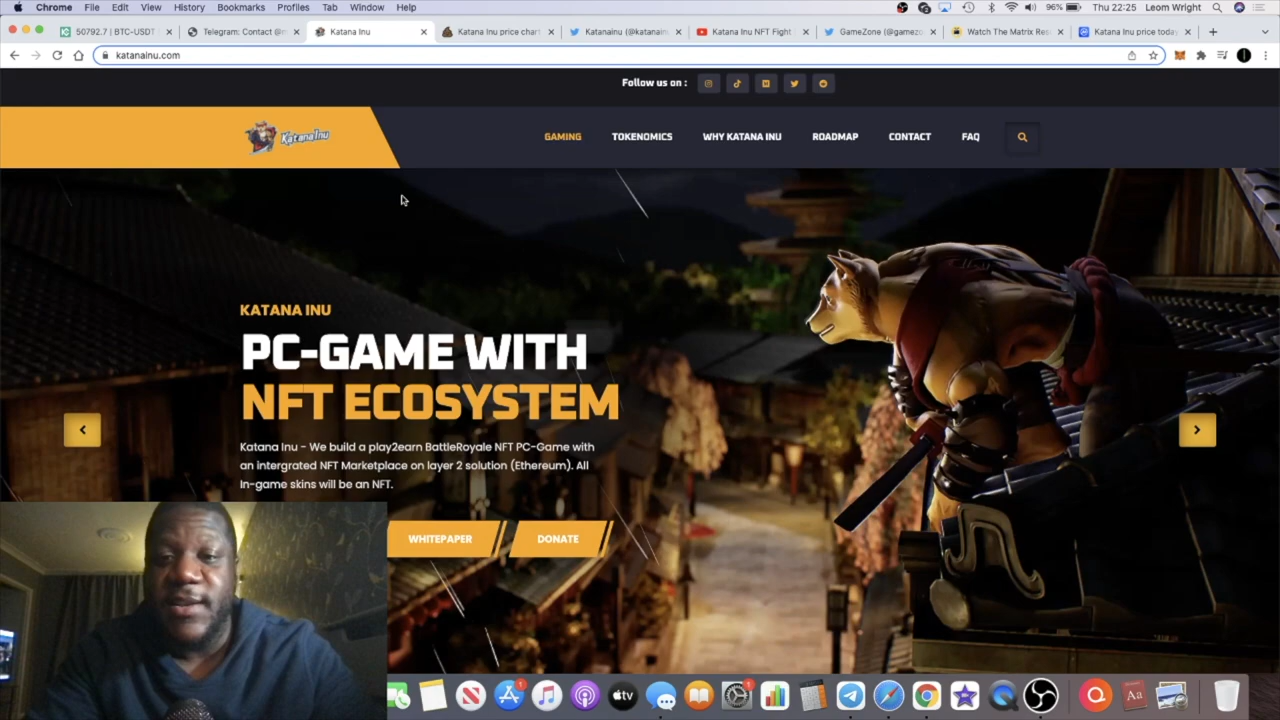 Chrome File Edit View History Bookmarks Profiles Tab Window Help 96% Thu 22:25 Leom Wright
50792.7 | BTC-USDT Telegram: Contact @m Katana Inu Katana Inu price chart Katanainu (@katanain Katana Inu NFT Fight GameZone (@gamezo Watch The Matrix Res Katana Inu price today
katanainu.com
Follow us on :
KatanaInu GAMING TOKENOMICS WHY KATANA INU ROADMAP CONTACT FAQ
KATANA INU
PC-GAME WITH
NFT ECOSYSTEM
Katana Inu - We build a play2earn BattleRoyale NFT PC-Game with
an intergrated NFT Marketplace on layer 2 solution (Ethereum). All
In-game skins will be an NFT.
WHITEPAPER DONATE
tv Aa